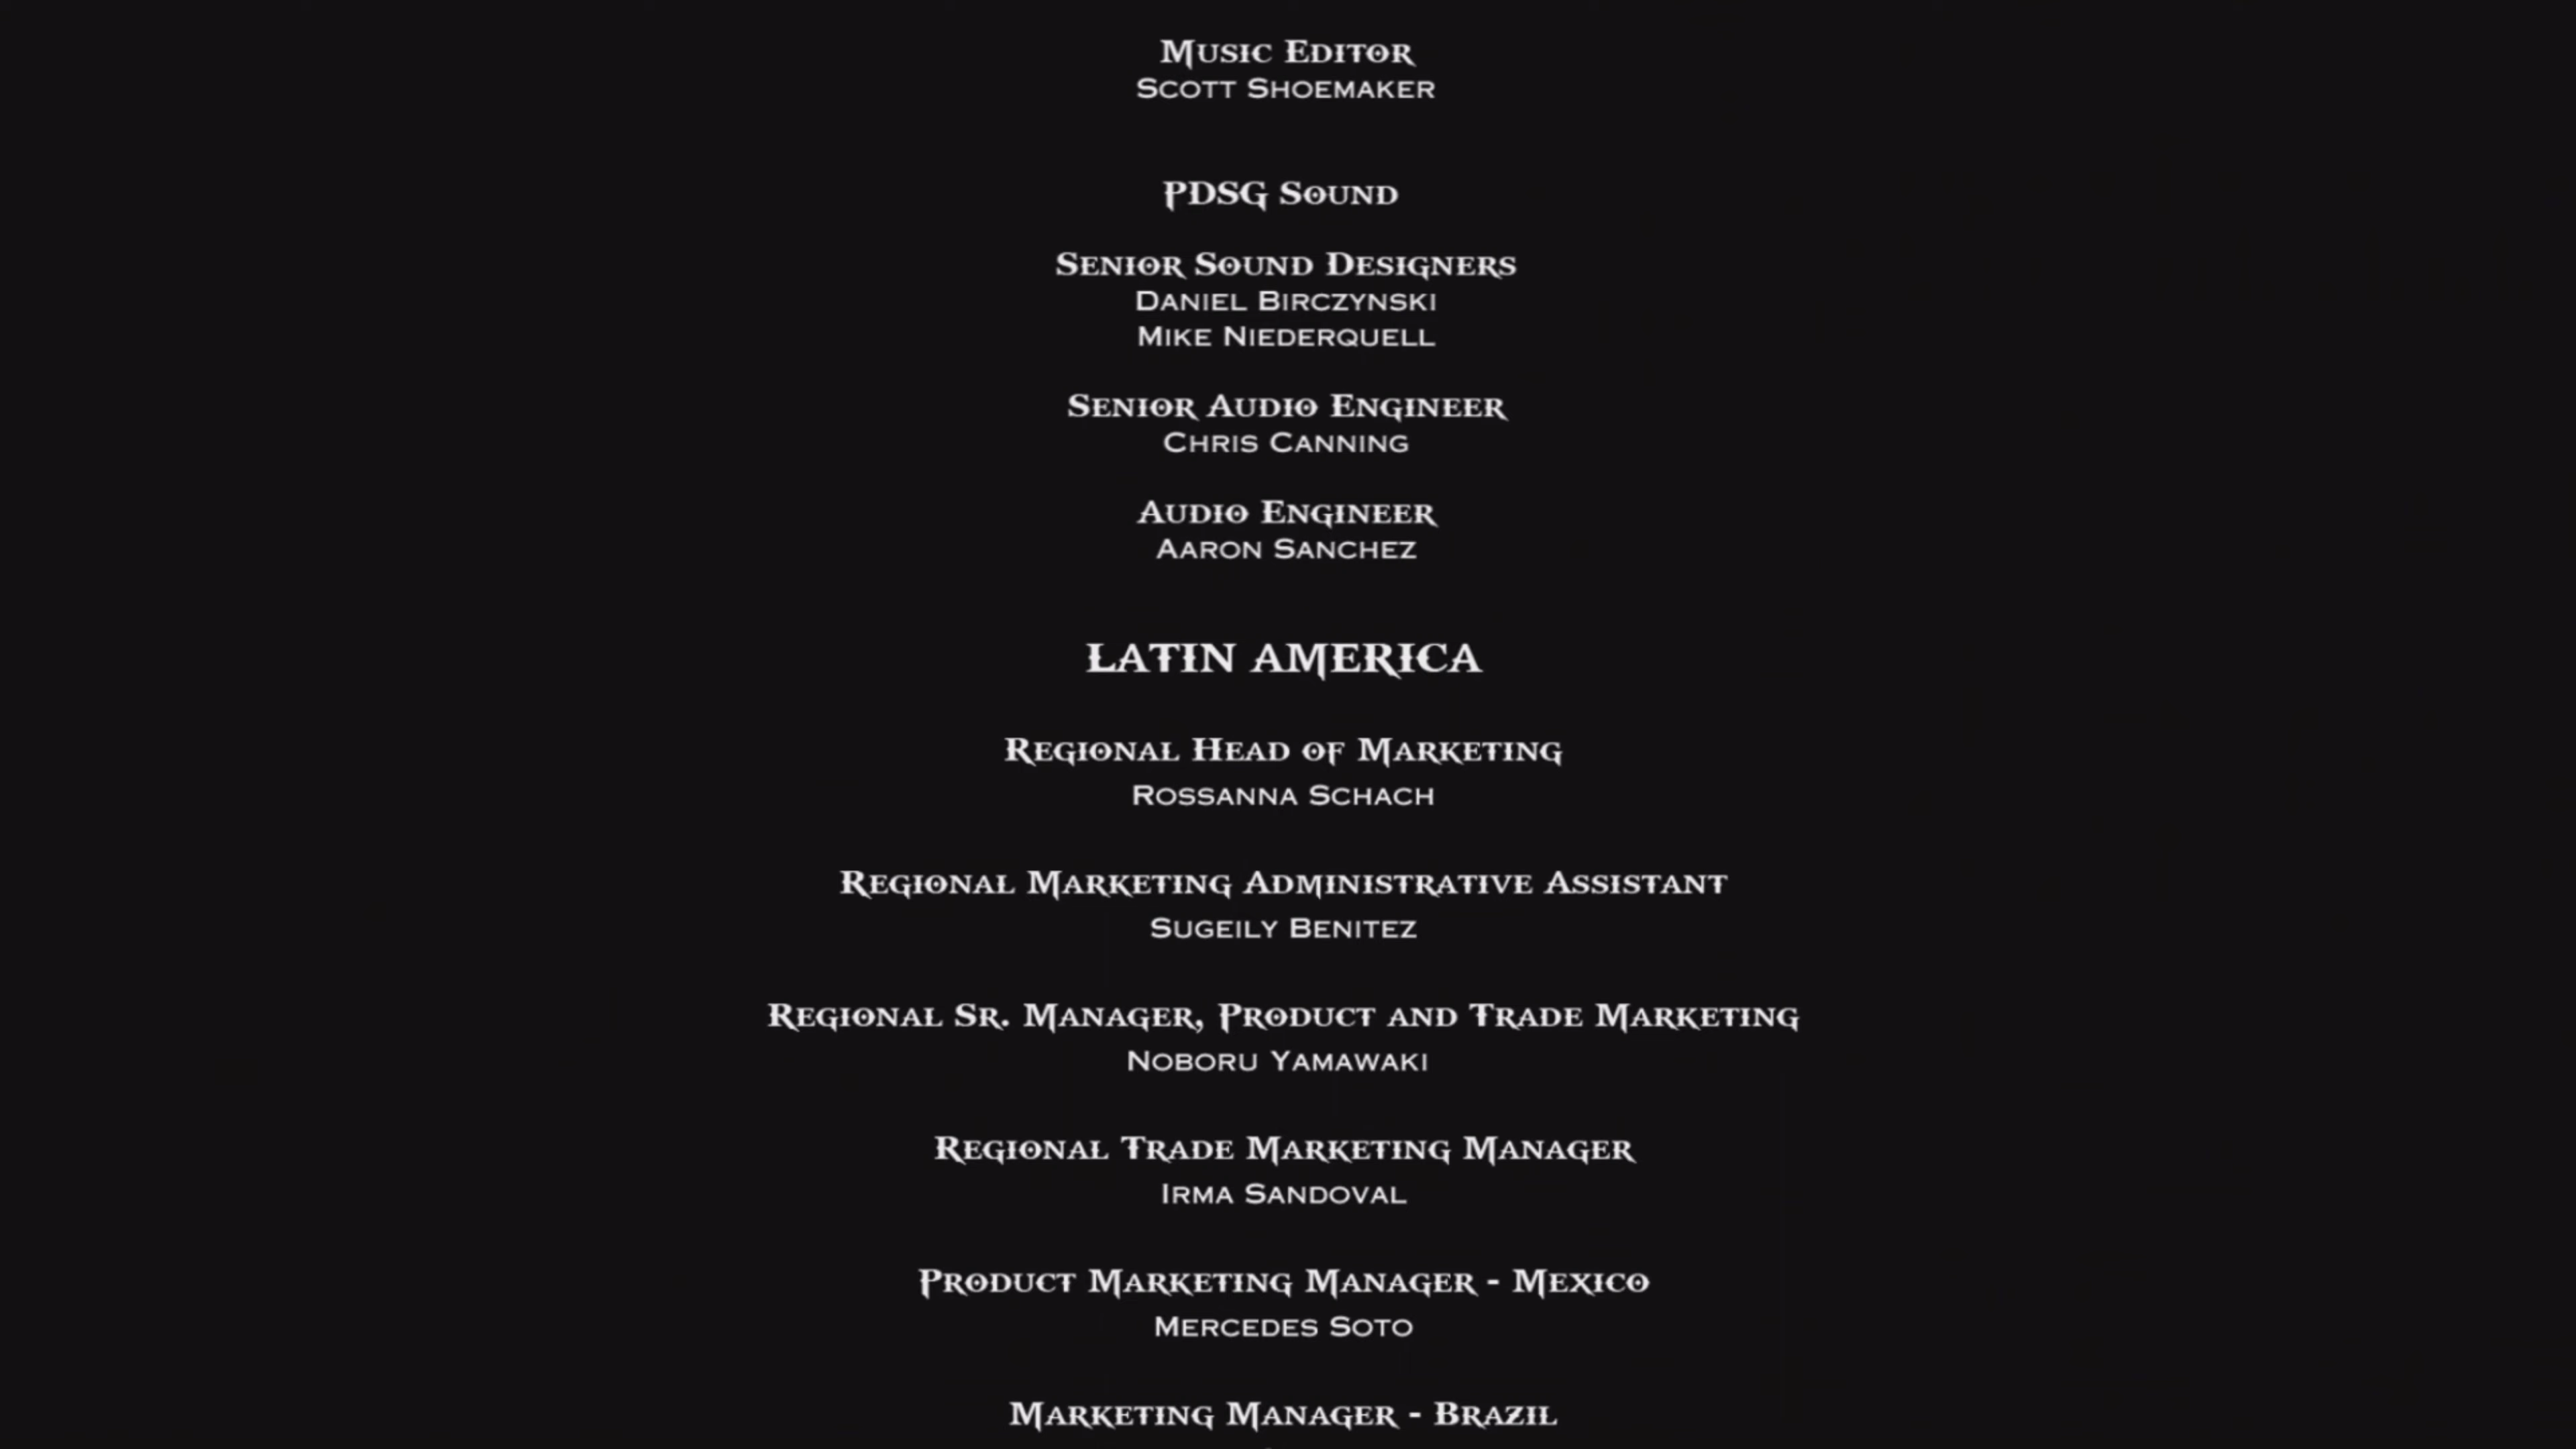 Music Editor
Scott Shoemaker
PDSG Sound
Senior Sound Designers
Daniel Birczynski
Mike Niederquell
Senior Audio Engineer
Chris Canning
Audio Engineer
Aaron Sanchez
LATIN AMERICA
Regional Head of Marketing
Rossanna Schach
Regional Marketing Administrative Assistant
Sugeily Benitez
Regional Sr. Manager, Product and Trade Marketing
Noboru Yamawaki
Regional Trade Marketing Manager
Irma Sandoval
Product Marketing Manager - Mexico
Mercedes Soto
Marketing Manager - Brazil